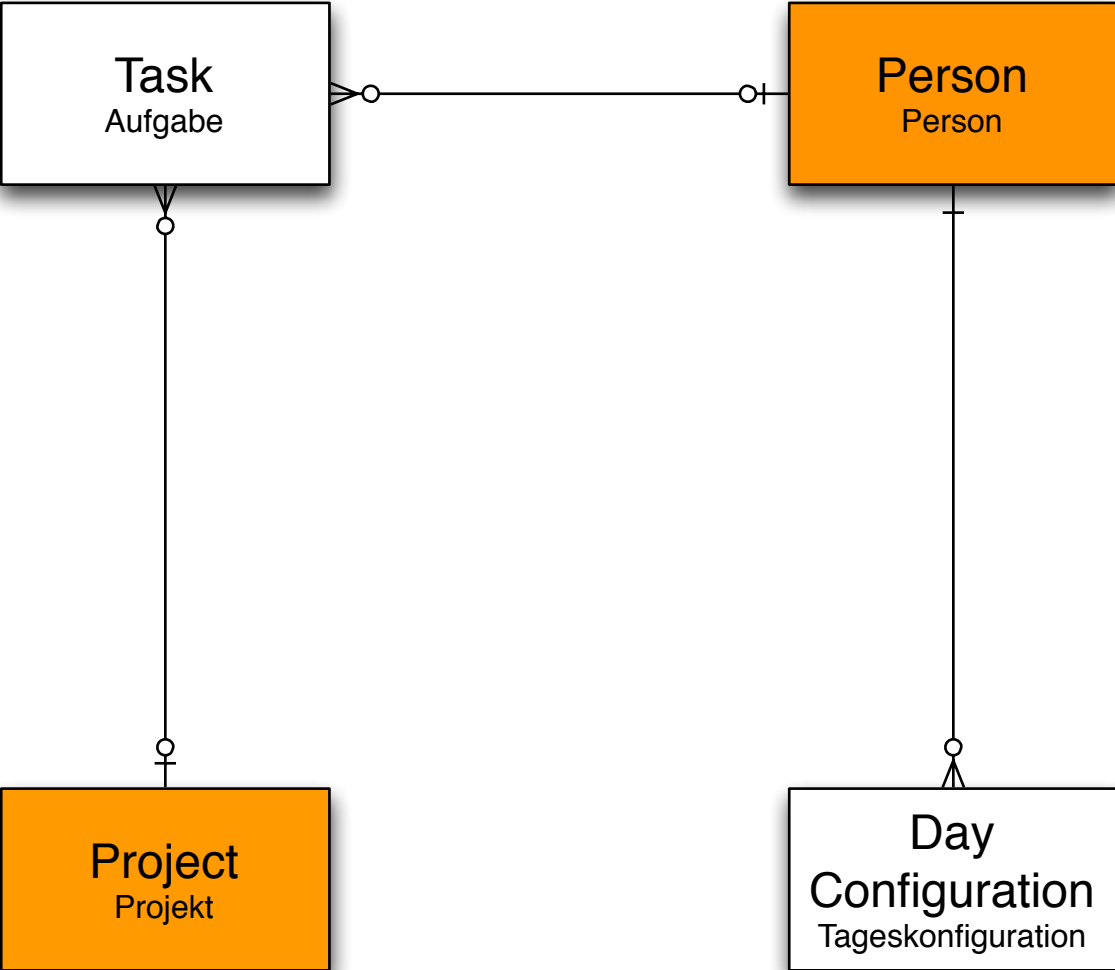 Task
Aufgabe
Person
Person
Project
Projekt
Day
Configuration
Tageskonfiguration